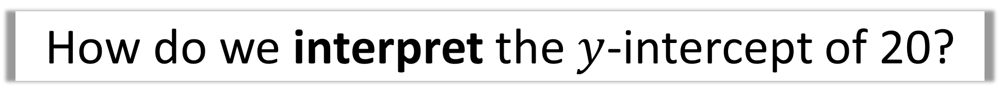 How do we interpret the y-intercept of 20?